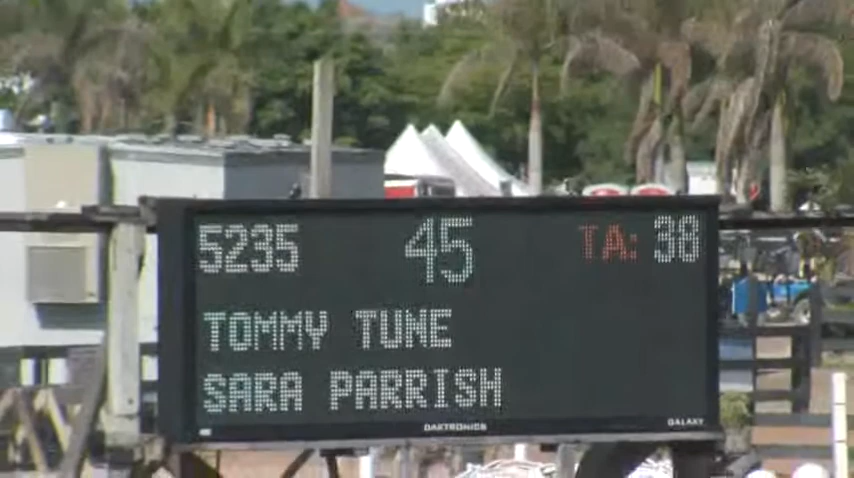 5235 45 TA: 38
TOMMY TUNE
SARA PARRISH
DAKTRONICS GALAXY